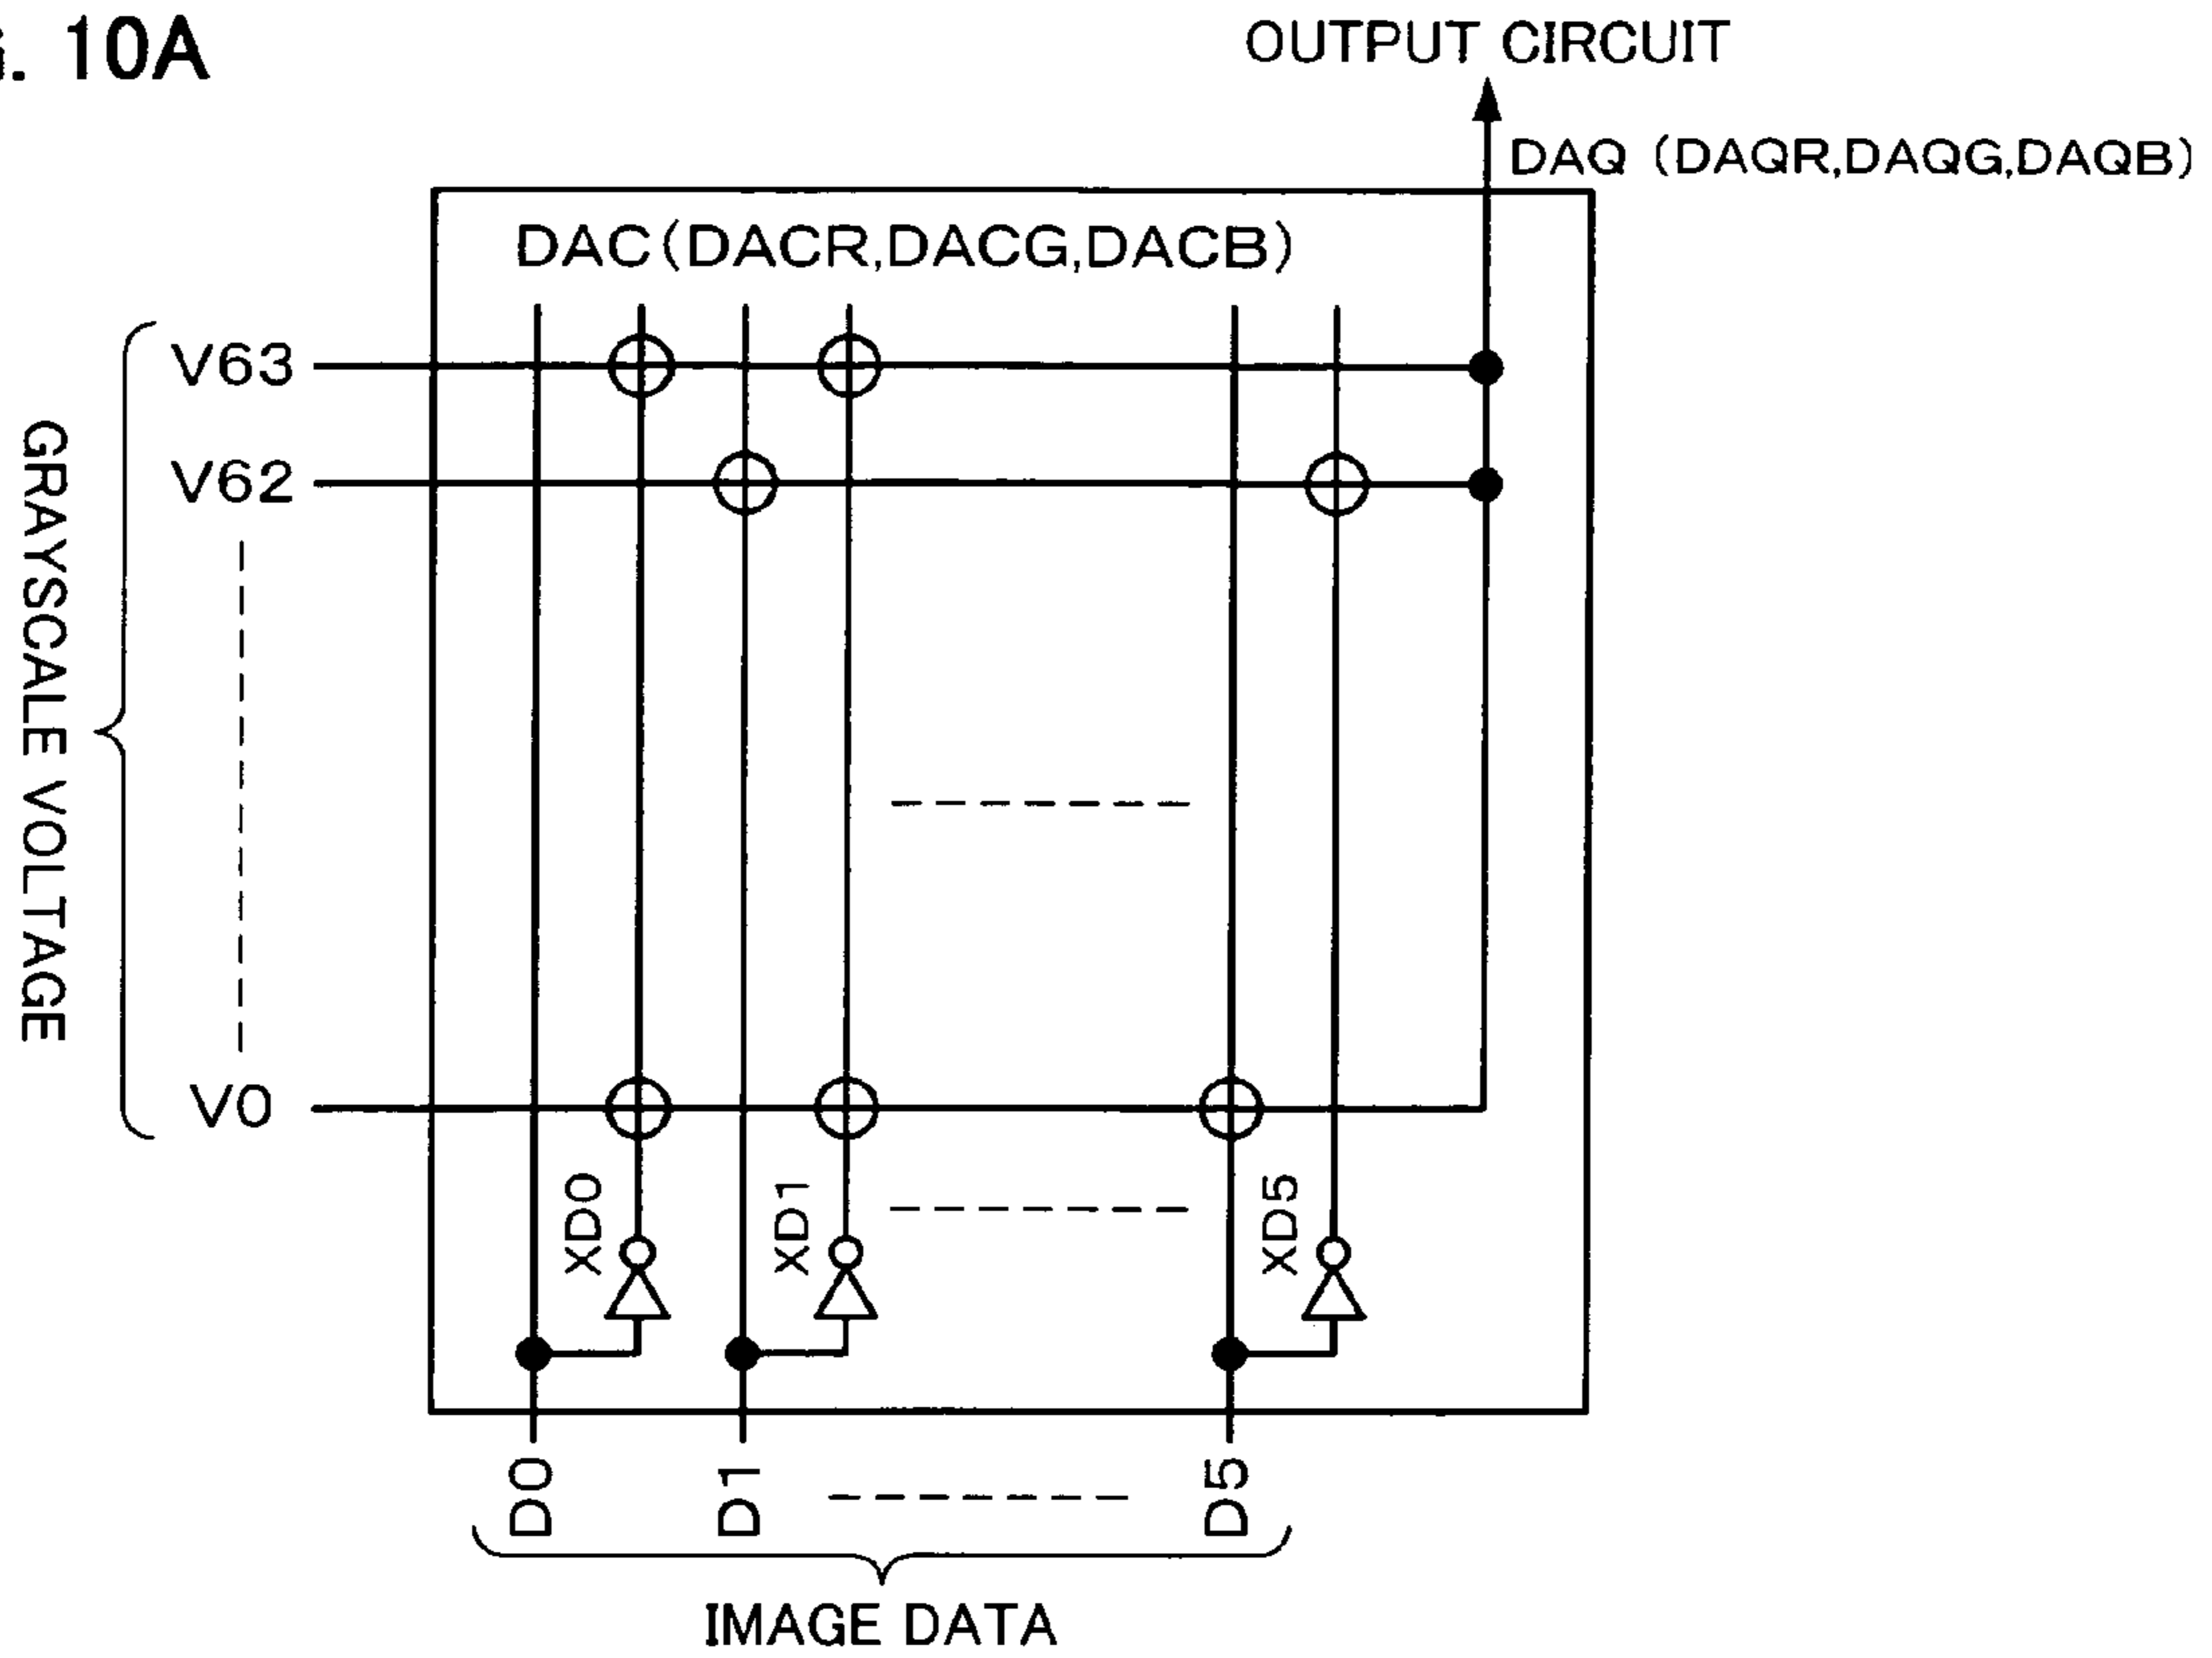 . 10A
OUTPUT CIRCUIT
DAQ (DAQR,DAQG,DAQB)
DAC(DACR,DACG,DACB)
V63
V62
V0
GRAYSCALE VOLTAGE
XD0
XD1
XD5
D0
D1
D5
IMAGE DATA